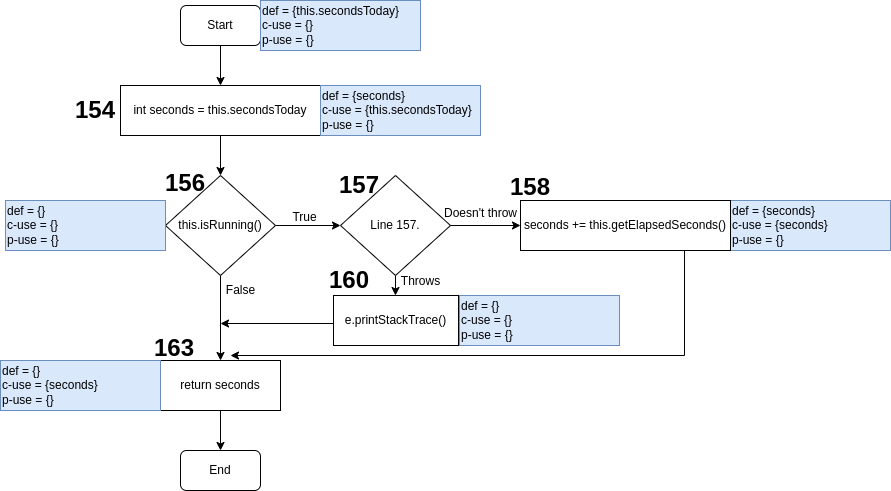 Start
def = {this.secondsToday}
c-use = {}
p-use = {}
154
int seconds = this.secondsToday
def = {seconds}
c-use = {this.secondsToday}
p-use = {}
156
this.isRunning()
def = {}
c-use = {}
p-use = {}
True
157
Line 157.
Doesn't throw
158
seconds += this.getElapsedSeconds()
def = {seconds}
c-use = {seconds}
p-use = {}
False
Throws
160
e.printStackTrace()
def = {}
c-use = {}
p-use = {}
163
return seconds
def = {}
c-use = {seconds}
p-use = {}
End